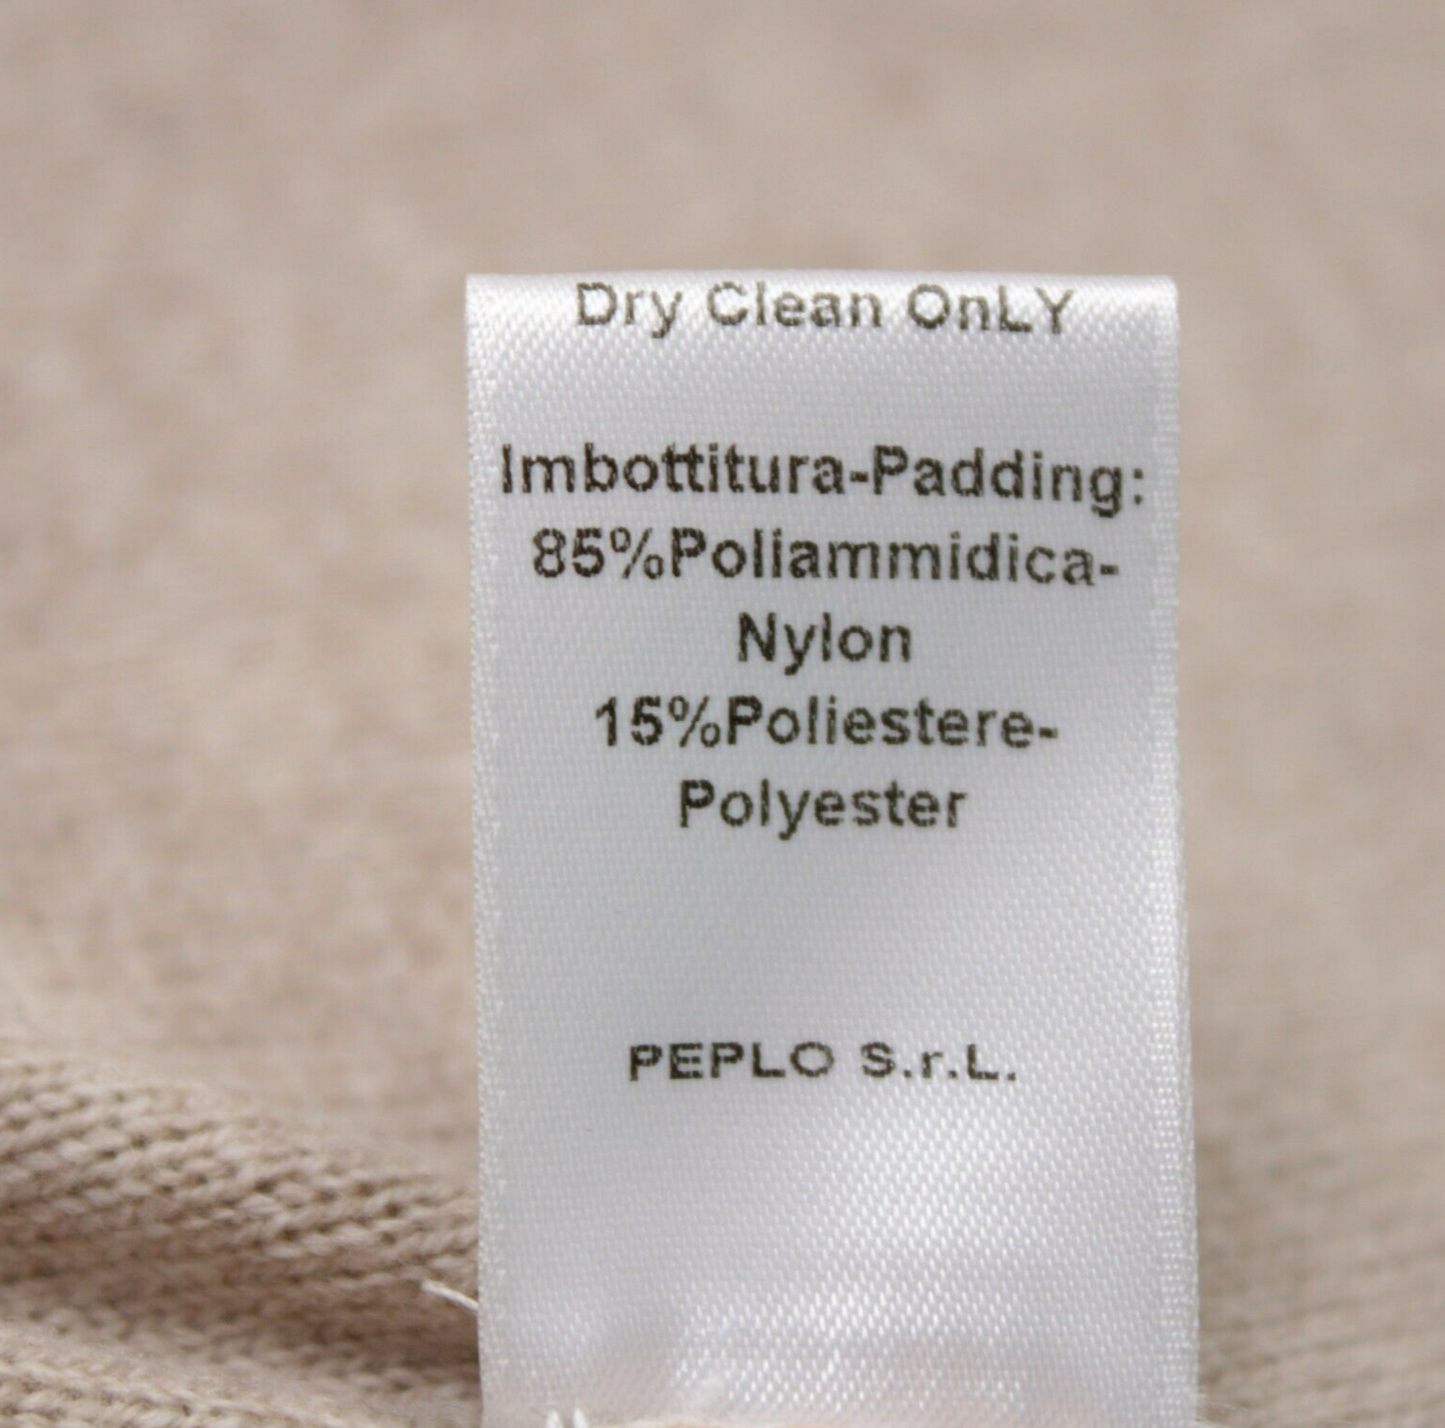 Dry Clean OnLY
Imbottitura-Padding:
85%Poliammidica-
Nylon
15%Poliestere-
Polyester
PEPLO S.r.L.